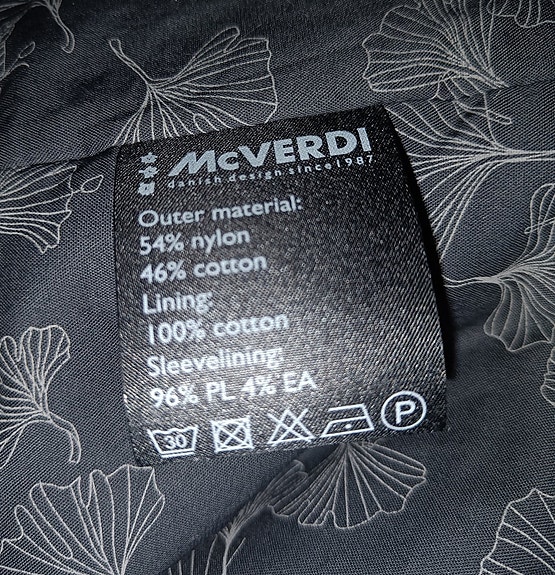 McVERDI
danish design since 1987
Outer material:
54% nylon
46% cotton
Lining:
100% cotton
Sleevelining:
96% PL 4% EA
30 P